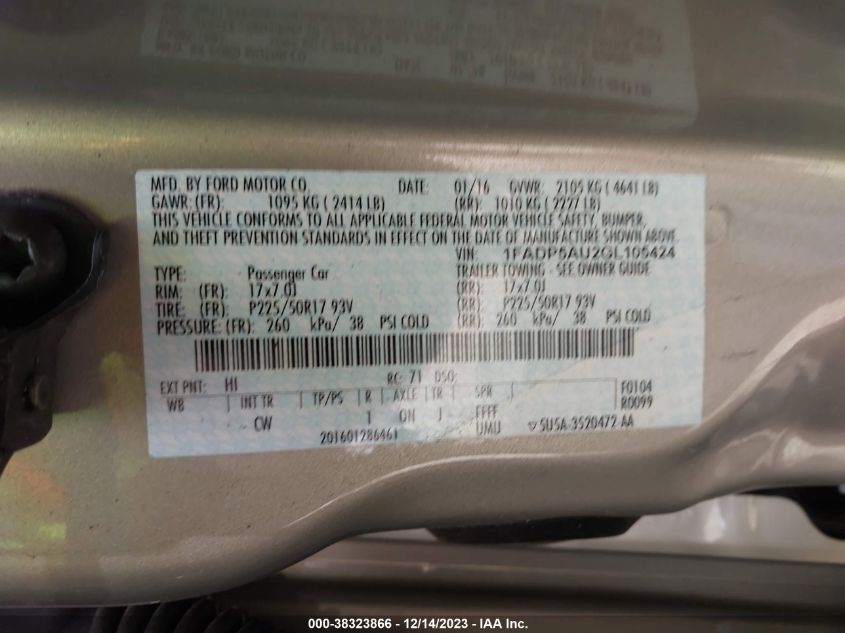 MFD. BY FORD MOTOR CO. DATE: 01/16 GVWR: 2105 KG ( 4641 LB)
GAWR: (FR): 1095 KG ( 2414 LB) (RR): 1010 KG ( 2227 LB)
THIS VEHICLE CONFORMS TO ALL APPLICABLE FEDERAL MOTOR VEHICLE SAFETY, BUMPER,
AND THEFT PREVENTION STANDARDS IN EFFECT ON THE DATE OF MANUFACTURE SHOWN ABOVE.
VIN: 1FADP5AU2GL105424
TYPE: Passenger Car TRAILER TOWING - SEE OWNER GUIDE
RIM: (FR): 17x7.0J (RR): 17x7.0J
TIRE: (FR): P225/50R17 93V (RR): P225/50R17 93V
PRESSURE: (FR): 260 kPa/ 38 PSI COLD (RR): 260 kPa/ 38 PSI COLD
EXT PNT: HI RC: 71 DSO: F0104
WB INT TR TP/PS R AXLE TR SPR R0099
CW 1 ON J FFFF
201601286461 UMU 5U5A-3520472-AA
000-38323866 - 12/14/2023 - IAA Inc.